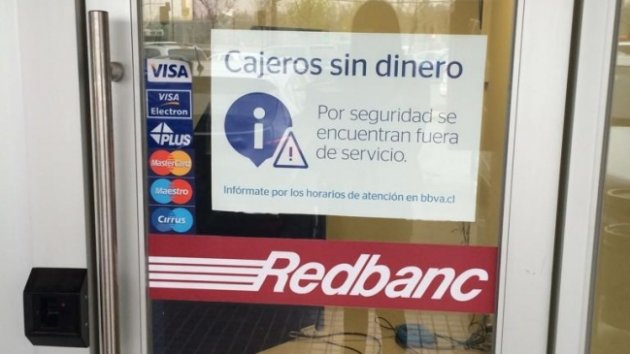 Cajeros sin dinero
i
Por seguridad se
encuentran fuera
de servicio.
!
Infórmate por los horarios de atención en bbva.cl
VISA
VISA
Electron
PLUS
MasterCard
Maestro
Cirrus
Redbanc